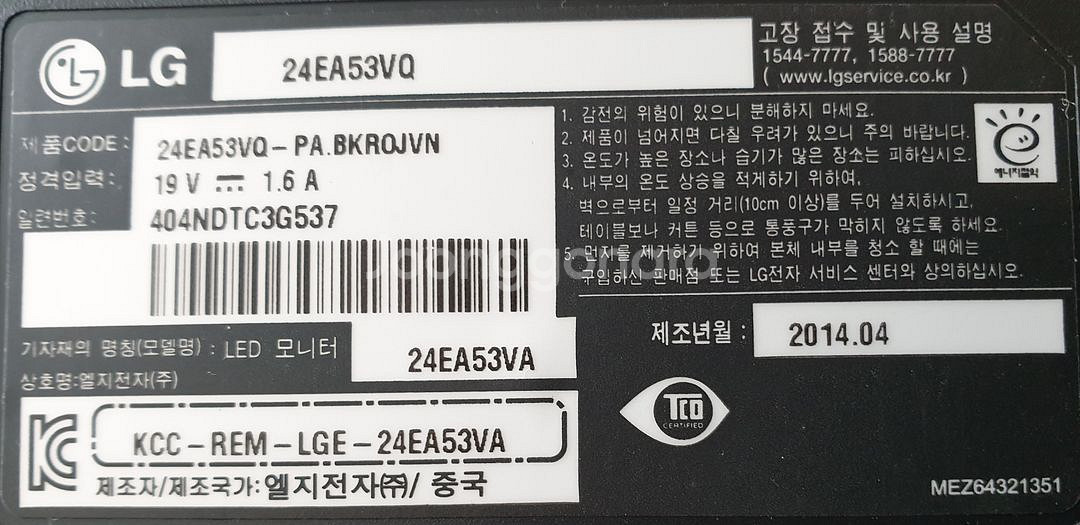 LG
24EA53VQ
고장 접수 및 사용 설명
1544-7777, 1588-7777
( www.lgservice.co.kr )
제품CODE :
24EA53VQ-PA.BKROJVN
정격입력:
19 V ⎓ 1.6 A
일련번호:
404NDTC3G537
1. 감전의 위험이 있으니 분해하지 마세요.
2. 제품이 넘어지면 다칠 우려가 있으니 주의 바랍니다.
3. 온도가 높은 장소나 습기가 많은 장소는 피하십시오.
4. 내부의 온도 상승을 적게하기 위하여,
벽으로부터 일정 거리(10cm 이상)를 두어 설치하시고,
테이블보나 커튼 등으로 통풍구가 막히지 않도록 하세요.
5. 먼지를 제거하기 위하여 본체 내부를 청소 할 때에는
구입하신 판매점 또는 LG전자 서비스 센터와 상의하십시오.
에너지절약
joonggonara
기자재의 명칭(모델명) : LED 모니터
24EA53VA
상호명:엘지전자(주)
제조년월 :
2014.04
TCO
CERTIFIED
KCC-REM-LGE-24EA53VA
제조자/제조국가:엘지전자㈜/ 중국
MEZ64321351